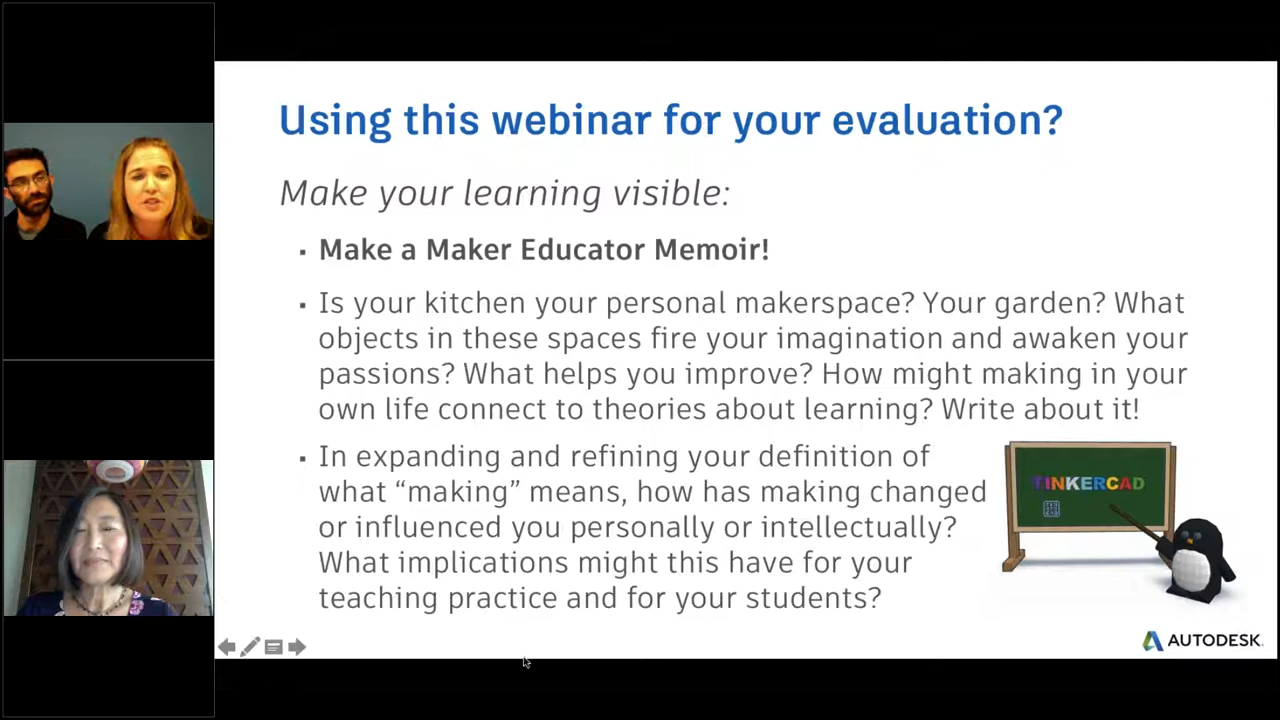 Using this webinar for your evaluation?
Make your learning visible:
▪ Make a Maker Educator Memoir!
▪ Is your kitchen your personal makerspace? Your garden? What
objects in these spaces fire your imagination and awaken your
passions? What helps you improve? How might making in your
own life connect to theories about learning? Write about it!
▪ In expanding and refining your definition of
what “making” means, how has making changed
or influenced you personally or intellectually?
What implications might this have for your
teaching practice and for your students?
TINKERCAD
AUTODESK.